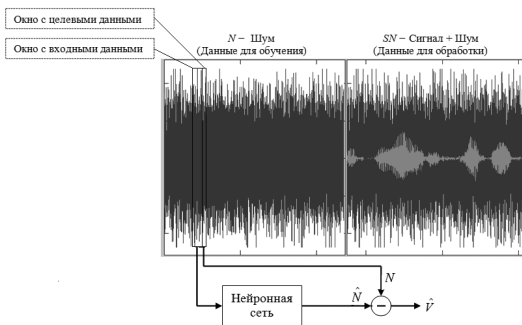 Окно с целевыми данными
Окно с входными данными
N − Шум
(Данные для обучения)
SN − Сигнал + Шум
(Данные для обработки)
N
Нейронная
сеть
N̂
−
V̂